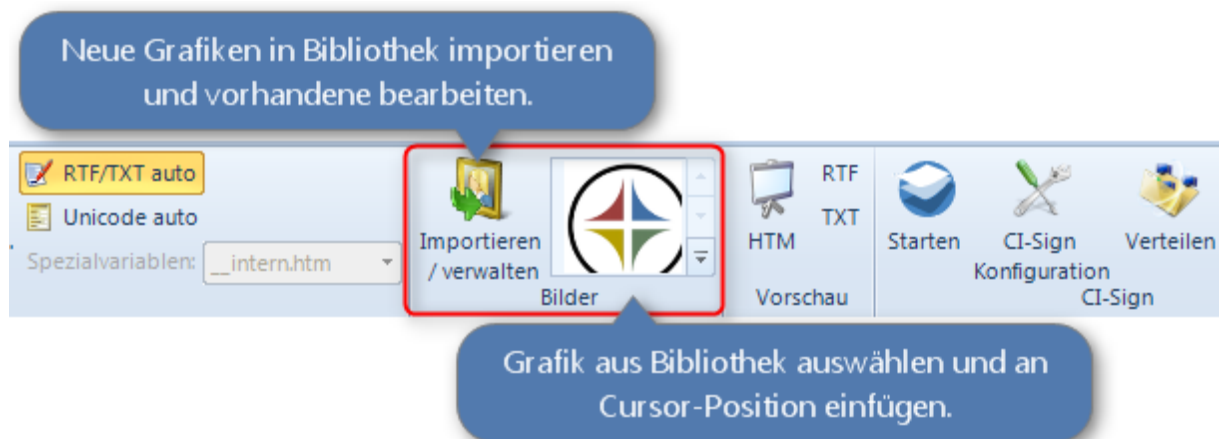 Neue Grafiken in Bibliothek importieren
und vorhandene bearbeiten.
RTF/TXT auto
Unicode auto
Spezialvariablen: __intern.htm
Importieren
/ verwalten
Bilder
HTM
RTF
TXT
Vorschau
Starten
CI-Sign
Konfiguration
Verteilen
CI-Sign
Grafik aus Bibliothek auswählen und an
Cursor-Position einfügen.